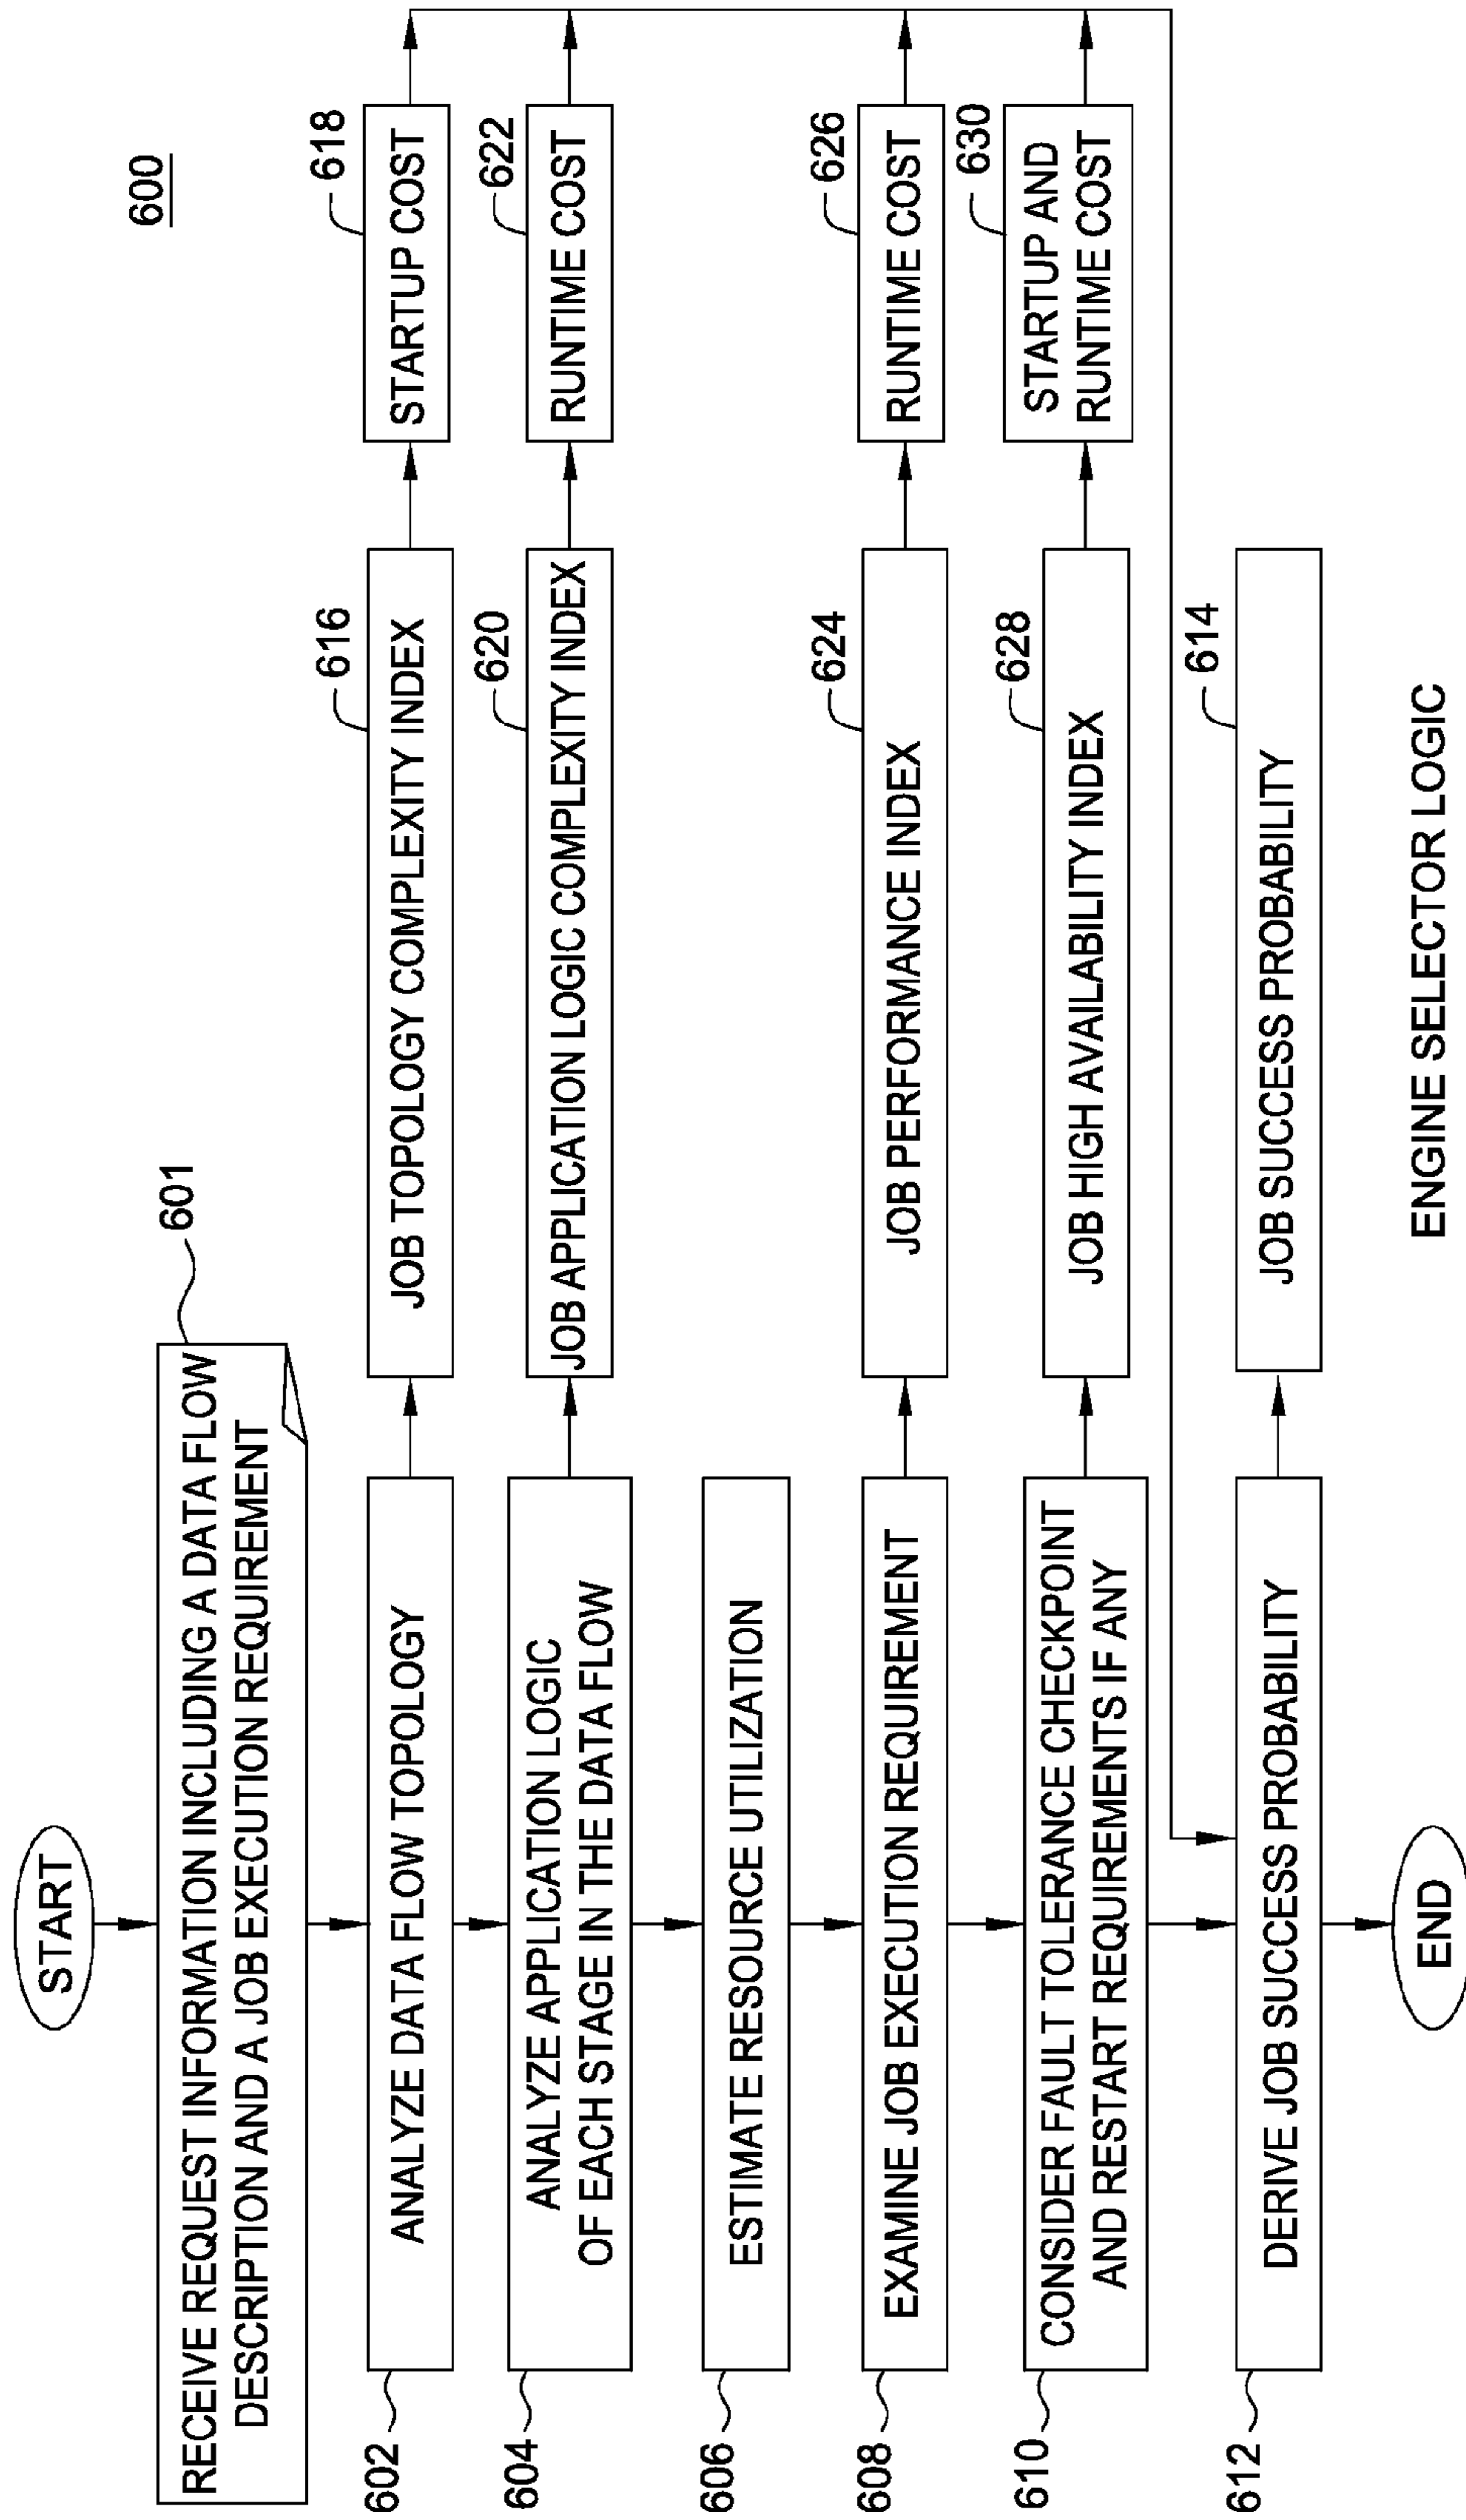 600
START
RECEIVE REQUEST INFORMATION INCLUDING A DATA FLOW
DESCRIPTION AND A JOB EXECUTION REQUIREMENT
601
602
ANALYZE DATA FLOW TOPOLOGY
616
JOB TOPOLOGY COMPLEXITY INDEX
618
STARTUP COST
604
ANALYZE APPLICATION LOGIC
OF EACH STAGE IN THE DATA FLOW
620
JOB APPLICATION LOGIC COMPLEXITY INDEX
622
RUNTIME COST
606
ESTIMATE RESOURCE UTILIZATION
608
EXAMINE JOB EXECUTION REQUIREMENT
624
JOB PERFORMANCE INDEX
626
RUNTIME COST
610
CONSIDER FAULT TOLERANCE CHECKPOINT
AND RESTART REQUIREMENTS IF ANY
628
JOB HIGH AVAILABILITY INDEX
630
STARTUP AND
RUNTIME COST
612
DERIVE JOB SUCCESS PROBABILITY
614
JOB SUCCESS PROBABILITY
END
ENGINE SELECTOR LOGIC